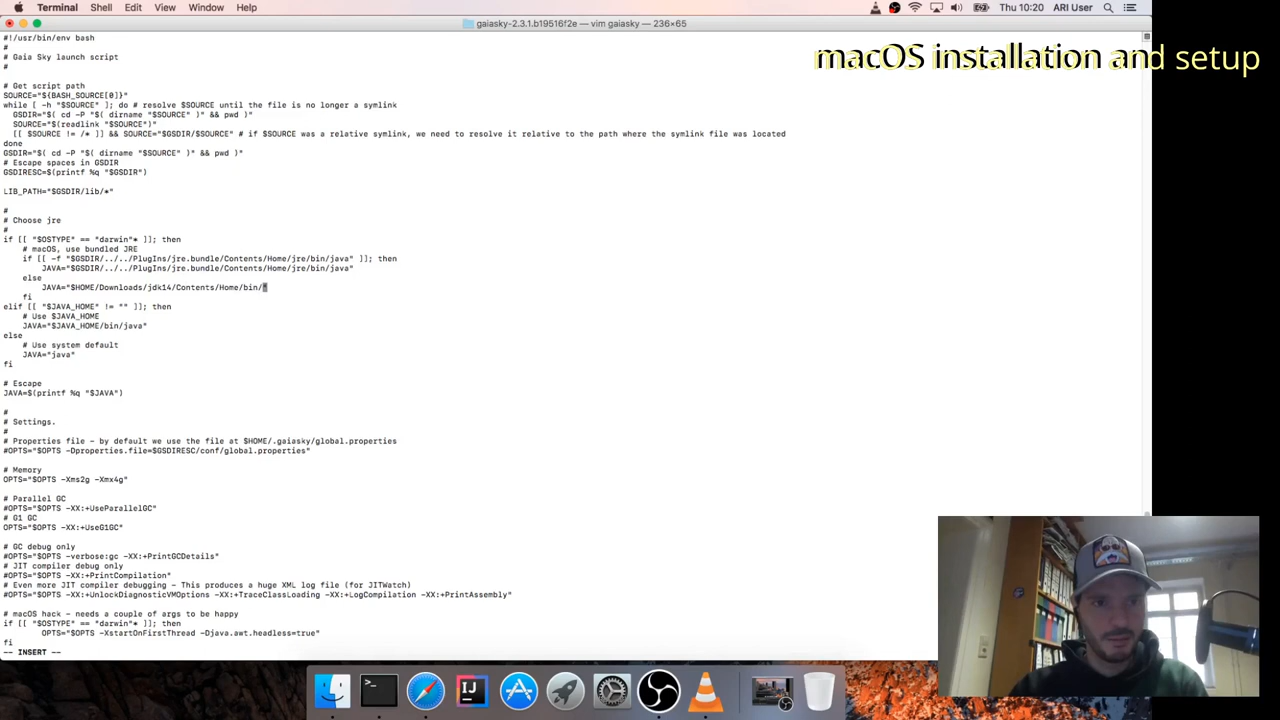 Terminal Shell Edit View Window Help Thu 10:20 ARI User
gaiasky-2.3.1.b19516f2e — vim gaiasky — 236×65
macOS installation and setup
#!/usr/bin/env bash
#
# Gaia Sky launch script
#
# Get script path
SOURCE="${BASH_SOURCE[0]}"
while [ -h "$SOURCE" ]; do # resolve $SOURCE until the file is no longer a symlink
  GSDIR="$( cd -P "$( dirname "$SOURCE" )" && pwd )"
  SOURCE="$(readlink "$SOURCE")"
  [[ $SOURCE != /* ]] && SOURCE="$GSDIR/$SOURCE" # if $SOURCE was a relative symlink, we need to resolve it relative to the path where the symlink file was located
done
GSDIR="$( cd -P "$( dirname "$SOURCE" )" && pwd )"
# Escape spaces in GSDIR
GSDIRESC=$(printf %q "$GSDIR")
LIB_PATH="$GSDIR/lib/*"
#
# Choose jre
#
if [[ "$OSTYPE" == "darwin"* ]]; then
    # macOS, use bundled JRE
    if [[ -f "$GSDIR/../../PlugIns/jre.bundle/Contents/Home/jre/bin/java" ]]; then
        JAVA="$GSDIR/../../PlugIns/jre.bundle/Contents/Home/jre/bin/java"
    else
        JAVA="$HOME/Downloads/jdk14/Contents/Home/bin/"
    fi
elif [[ "$JAVA_HOME" != "" ]]; then
    # Use $JAVA_HOME
    JAVA="$JAVA_HOME/bin/java"
else
    # Use system default
    JAVA="java"
fi
# Escape
JAVA=$(printf %q "$JAVA")
#
# Settings.
#
# Properties file - by default we use the file at $HOME/.gaiasky/global.properties
#OPTS="$OPTS -Dproperties.file=$GSDIRESC/conf/global.properties"
# Memory
OPTS="$OPTS -Xms2g -Xmx4g"
# Parallel GC
#OPTS="$OPTS -XX:+UseParallelGC"
# G1 GC
OPTS="$OPTS -XX:+UseG1GC"
# GC debug only
#OPTS="$OPTS -verbose:gc -XX:+PrintGCDetails"
# JIT compiler debug only
#OPTS="$OPTS -XX:+PrintCompilation"
# Even more JIT compiler debugging - This produces a huge XML log file (for JITWatch)
#OPTS="$OPTS -XX:+UnlockDiagnosticVMOptions -XX:+TraceClassLoading -XX:+LogCompilation -XX:+PrintAssembly"
# macOS hack - needs a couple of args to be happy
if [[ "$OSTYPE" == "darwin"* ]]; then
        OPTS="$OPTS -XstartOnFirstThread -Djava.awt.headless=true"
fi
-- INSERT --
>_
IJ